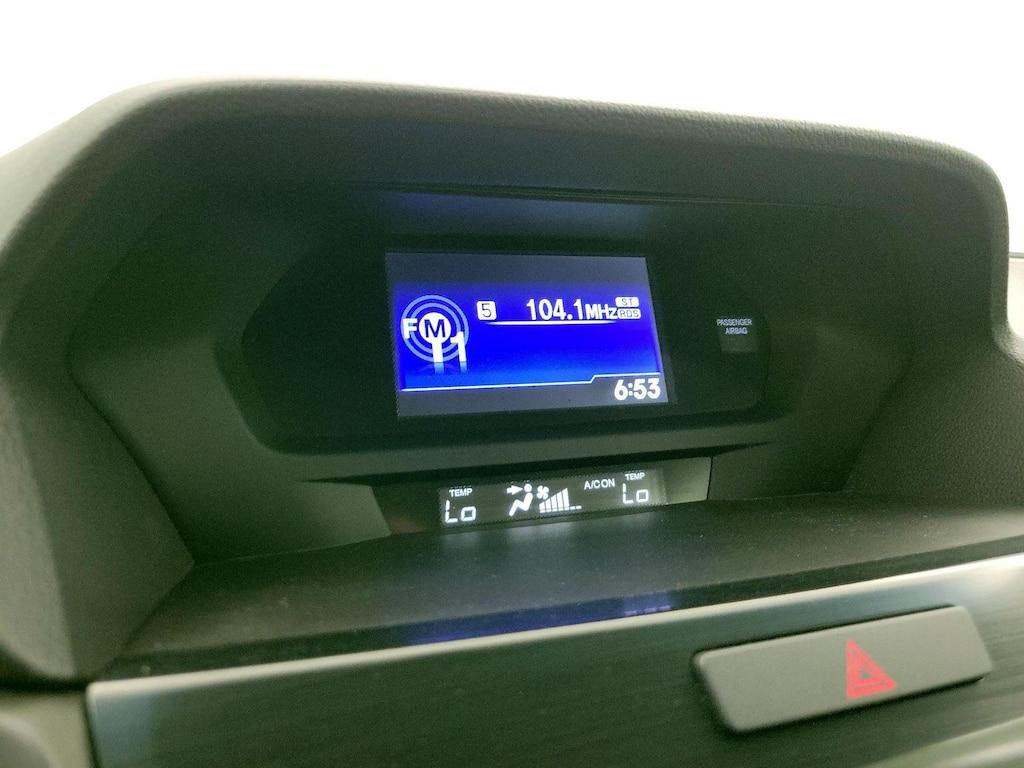 FM1
5 104.1MHz ST
RDS
6:53
PASSENGER
AIRBAG
TEMP A/C ON TEMP
Lo Lo